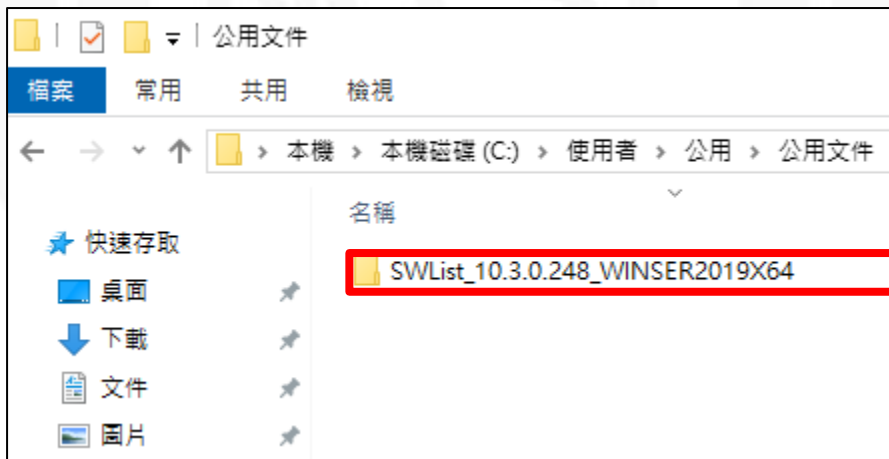 公用文件
檔案 常用 共用 檢視
本機 > 本機磁碟 (C:) > 使用者 > 公用 > 公用文件
名稱
快速存取
SWList_10.3.0.248_WINSER2019X64
桌面
下載
文件
圖片